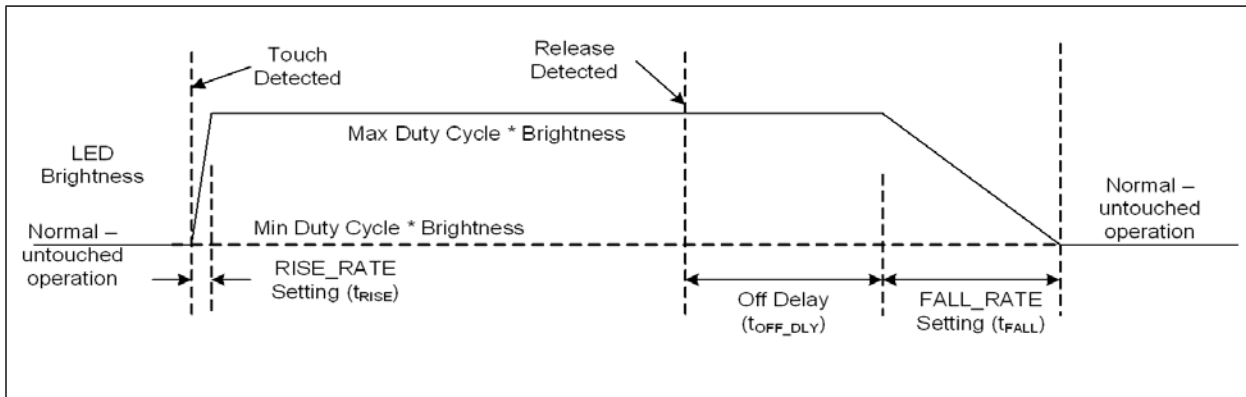 Touch
Detected
Release
Detected
Max Duty Cycle * Brightness
LED
Brightness
Normal –
untouched
operation
Min Duty Cycle * Brightness
Normal –
untouched
operation
RISE_RATE
Setting (tRISE)
Off Delay
(tOFF_DLY)
FALL_RATE
Setting (tFALL)